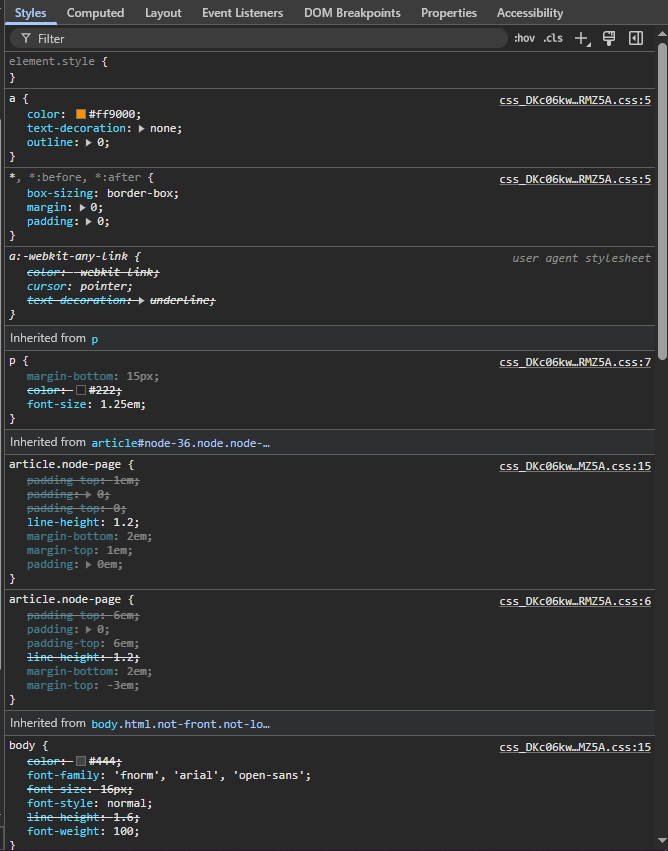 Styles Computed Layout Event Listeners DOM Breakpoints Properties Accessibility
Filter :hov .cls
element.style {
}
a { css_DKc06kw…RMZ5A.css:5
color: #ff9000;
text-decoration: none;
outline: 0;
}
*, *:before, *:after { css_DKc06kw…RMZ5A.css:5
box-sizing: border-box;
margin: 0;
padding: 0;
}
a:-webkit-any-link { user agent stylesheet
color: -webkit-link;
cursor: pointer;
text-decoration: underline;
}
Inherited from p
p { css_DKc06kw…RMZ5A.css:7
margin-bottom: 15px;
color: #222;
font-size: 1.25em;
}
Inherited from article#node-36.node.node-…
article.node-page { css_DKc06kw…MZ5A.css:15
padding-top: 1em;
padding: 0;
padding-top: 0;
line-height: 1.2;
margin-bottom: 2em;
margin-top: 1em;
padding: 0em;
}
article.node-page { css_DKc06kw…RMZ5A.css:6
padding-top: 6em;
padding: 0;
padding-top: 6em;
line-height: 1.2;
margin-bottom: 2em;
margin-top: -3em;
}
Inherited from body.html.not-front.not-lo…
body { css_DKc06kw…MZ5A.css:15
color: #444;
font-family: 'fnorm', 'arial', 'open-sans';
font-size: 16px;
font-style: normal;
line-height: 1.6;
font-weight: 100;
}